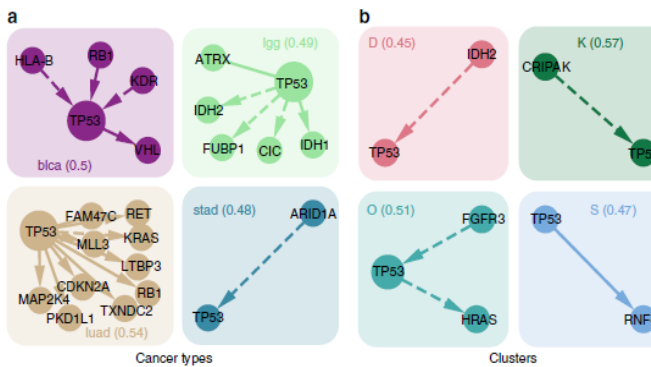 a
b
HLA-B
RB1
KDR
TP53
VHL
blca (0.5)
lgg (0.49)
ATRX
TP53
IDH2
FUBP1
CIC
IDH1
D (0.45)
IDH2
TP53
K (0.57)
CRIPAK
TP5
FAM47C
RET
TP53
KRAS
MLL3
LTBP3
CDKN2A
RB1
MAP2K4
TXNDC2
PKD1L1
luad (0.54)
stad (0.48)
ARID1A
TP53
O (0.51)
FGFR3
TP53
HRAS
TP53
S (0.47)
RNF
Cancer types
Clusters